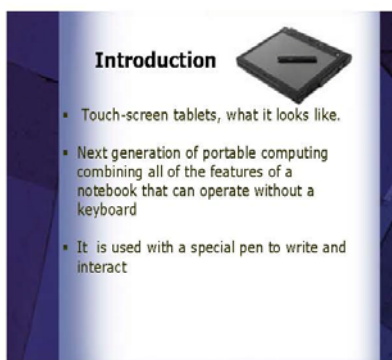 Introduction
▪ Touch-screen tablets, what it looks like.
▪ Next generation of portable computing
combining all of the features of a
notebook that can operate without a
keyboard
▪ It is used with a special pen to write and
interact